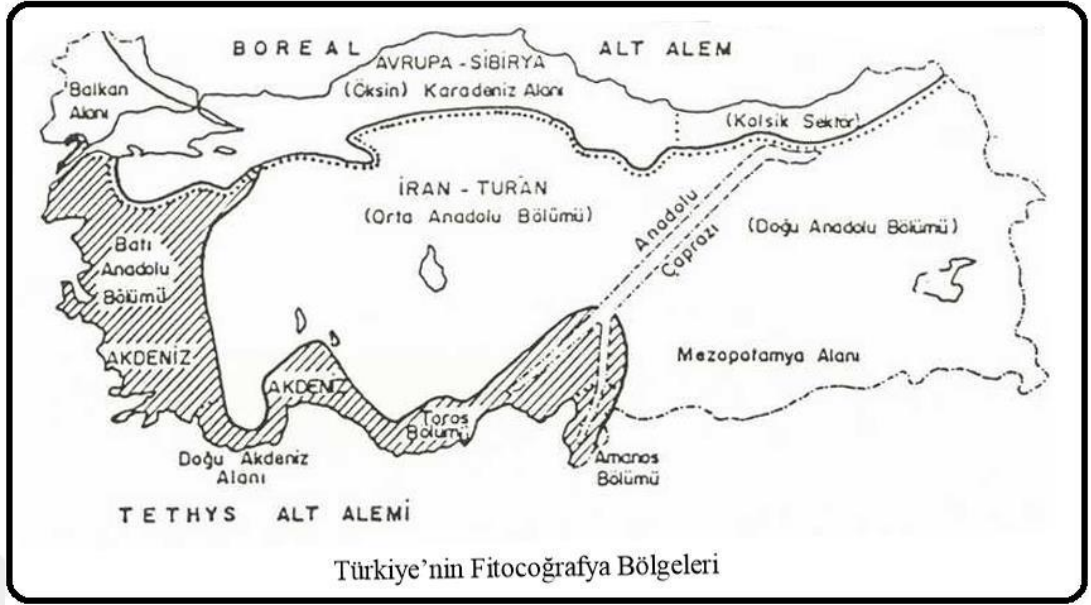 BOREAL ALT ALEM
AVRUPA - SİBİRYA
(Öksin) Karadeniz Alanı
Balkan
Alanı
(Kolşik Sektör)
İRAN - TURAN
(Orta Anadolu Bölümü)
Anadolu
Çaprazı
(Doğu Anadolu Bölümü)
Batı
Anadolu
Bölümü
AKDENİZ
Mezopotamya Alanı
AKDENİZ
Toros
Bölümü
Doğu Akdeniz
Alanı
Amanos
Bölümü
TETHYS ALT ALEMİ
Türkiye'nin Fitocoğrafya Bölgeleri